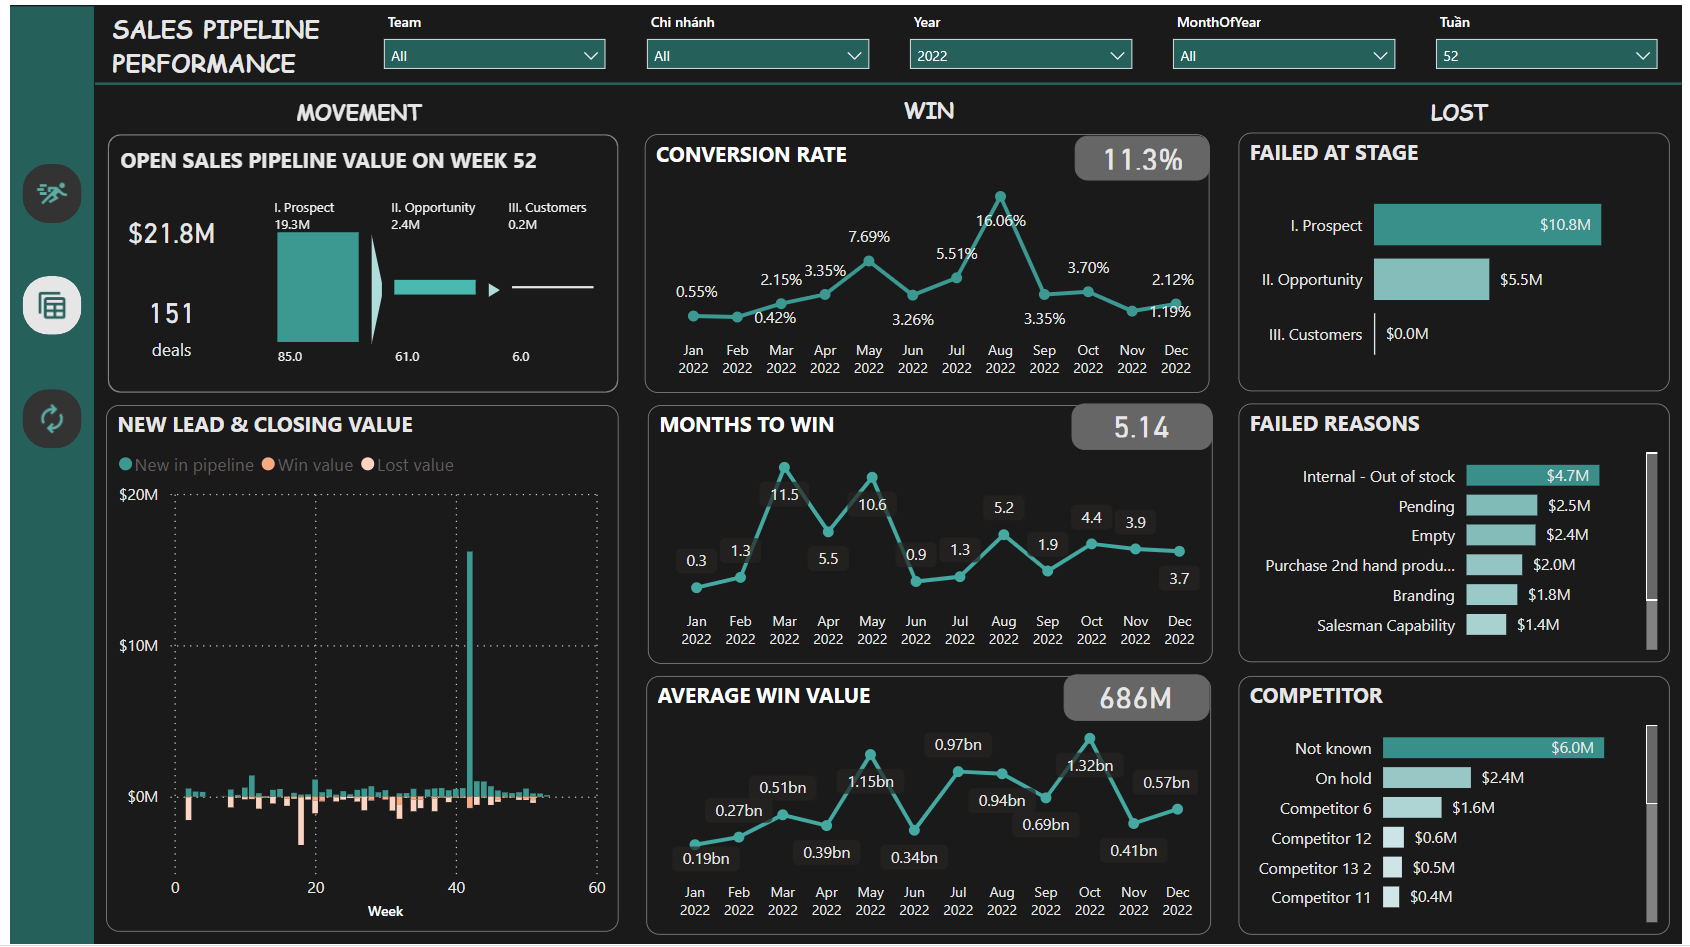 SALES PIPELINE
PERFORMANCE
Team
All
Chi nhánh
All
Year
2022
MonthOfYear
All
Tuần
52
MOVEMENT
OPEN SALES PIPELINE VALUE ON WEEK 52
$21.8M
151
deals
I. Prospect
19.3M
II. Opportunity
2.4M
III. Customers
0.2M
85.0
61.0
6.0
NEW LEAD & CLOSING VALUE
New in pipeline Win value Lost value
$20M
$10M
$0M
0 20 40 60
Week
WIN
CONVERSION RATE
11.3%
0.55%
0.42%
2.15%
3.35%
7.69%
3.26%
5.51%
16.06%
3.35%
3.70%
1.19%
2.12%
Jan Feb Mar Apr May Jun Jul Aug Sep Oct Nov Dec
2022 2022 2022 2022 2022 2022 2022 2022 2022 2022 2022 2022
MONTHS TO WIN
5.14
0.3
1.3
11.5
5.5
10.6
0.9
1.3
5.2
1.9
4.4
3.9
3.7
Jan Feb Mar Apr May Jun Jul Aug Sep Oct Nov Dec
2022 2022 2022 2022 2022 2022 2022 2022 2022 2022 2022 2022
AVERAGE WIN VALUE
686M
0.19bn
0.27bn
0.51bn
0.39bn
1.15bn
0.34bn
0.97bn
0.94bn
0.69bn
1.32bn
0.41bn
0.57bn
Jan Feb Mar Apr May Jun Jul Aug Sep Oct Nov Dec
2022 2022 2022 2022 2022 2022 2022 2022 2022 2022 2022 2022
LOST
FAILED AT STAGE
I. Prospect $10.8M
II. Opportunity $5.5M
III. Customers $0.0M
FAILED REASONS
Internal - Out of stock $4.7M
Pending $2.5M
Empty $2.4M
Purchase 2nd hand produ... $2.0M
Branding $1.8M
Salesman Capability $1.4M
COMPETITOR
Not known $6.0M
On hold $2.4M
Competitor 6 $1.6M
Competitor 12 $0.6M
Competitor 13 2 $0.5M
Competitor 11 $0.4M